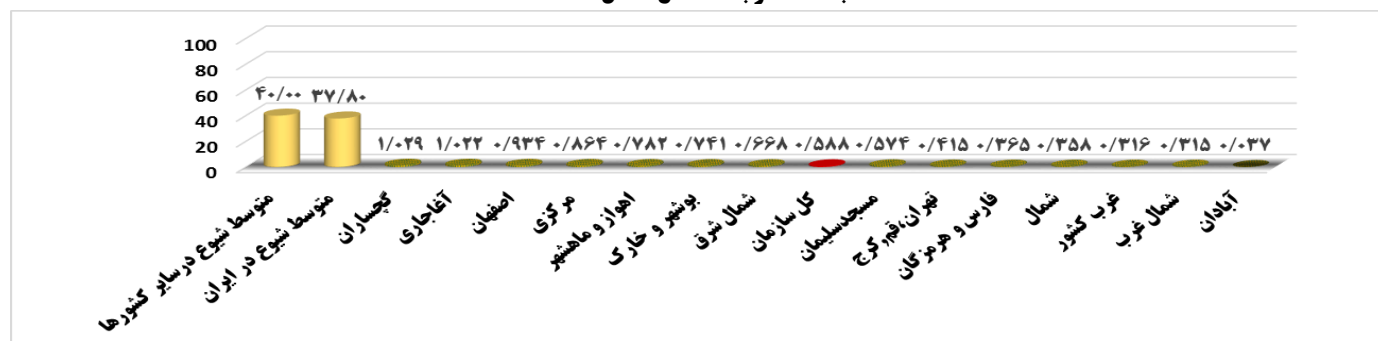 100
80
60
40
20
0
۴۰/۰۰ ۳۷/۸۰ ۱/۰۲۹ ۱/۰۲۲ ۰/۹۳۴ ۰/۸۶۴ ۰/۷۸۲ ۰/۷۴۱ ۰/۶۶۸ ۰/۵۸۸ ۰/۵۷۴ ۰/۴۱۵ ۰/۳۶۵ ۰/۳۵۸ ۰/۳۱۶ ۰/۳۱۵ ۰/۰۳۷
متوسط شیوع درسایر کشورها
متوسط شیوع در ایران
گچساران
آغاجاری
اصفهان
مرکزی
اهواز و ماهشهر
بوشهر و خارک
شمال شرق
کل سازمان
مسجدسلیمان
تهران،قم،کرج
فارس و هرمزگان
شمال
غرب کشور
شمال غرب
آبادان